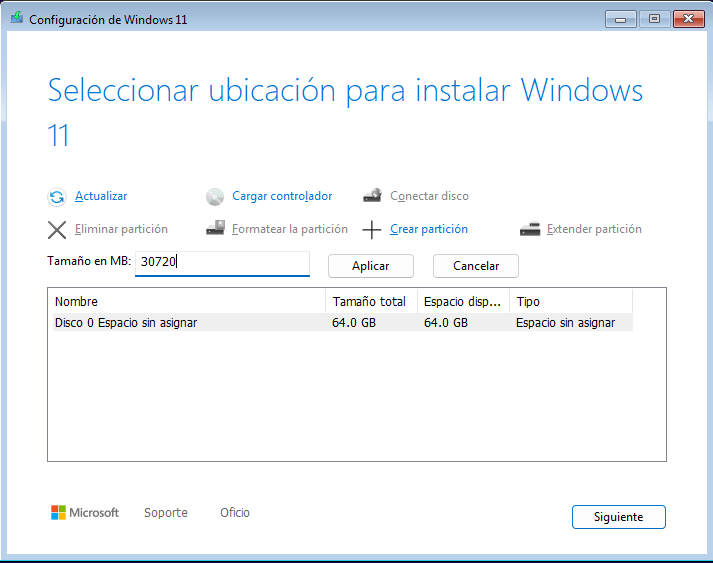 Configuración de Windows 11
Seleccionar ubicación para instalar Windows
11
Actualizar
Cargar controlador
Conectar disco
Eliminar partición
Formatear la partición
Crear partición
Extender partición
Tamaño en MB: 30720
Aplicar
Cancelar
Nombre Tamaño total Espacio disp... Tipo
Disco 0 Espacio sin asignar 64.0 GB 64.0 GB Espacio sin asignar
Microsoft Soporte Oficio
Siguiente